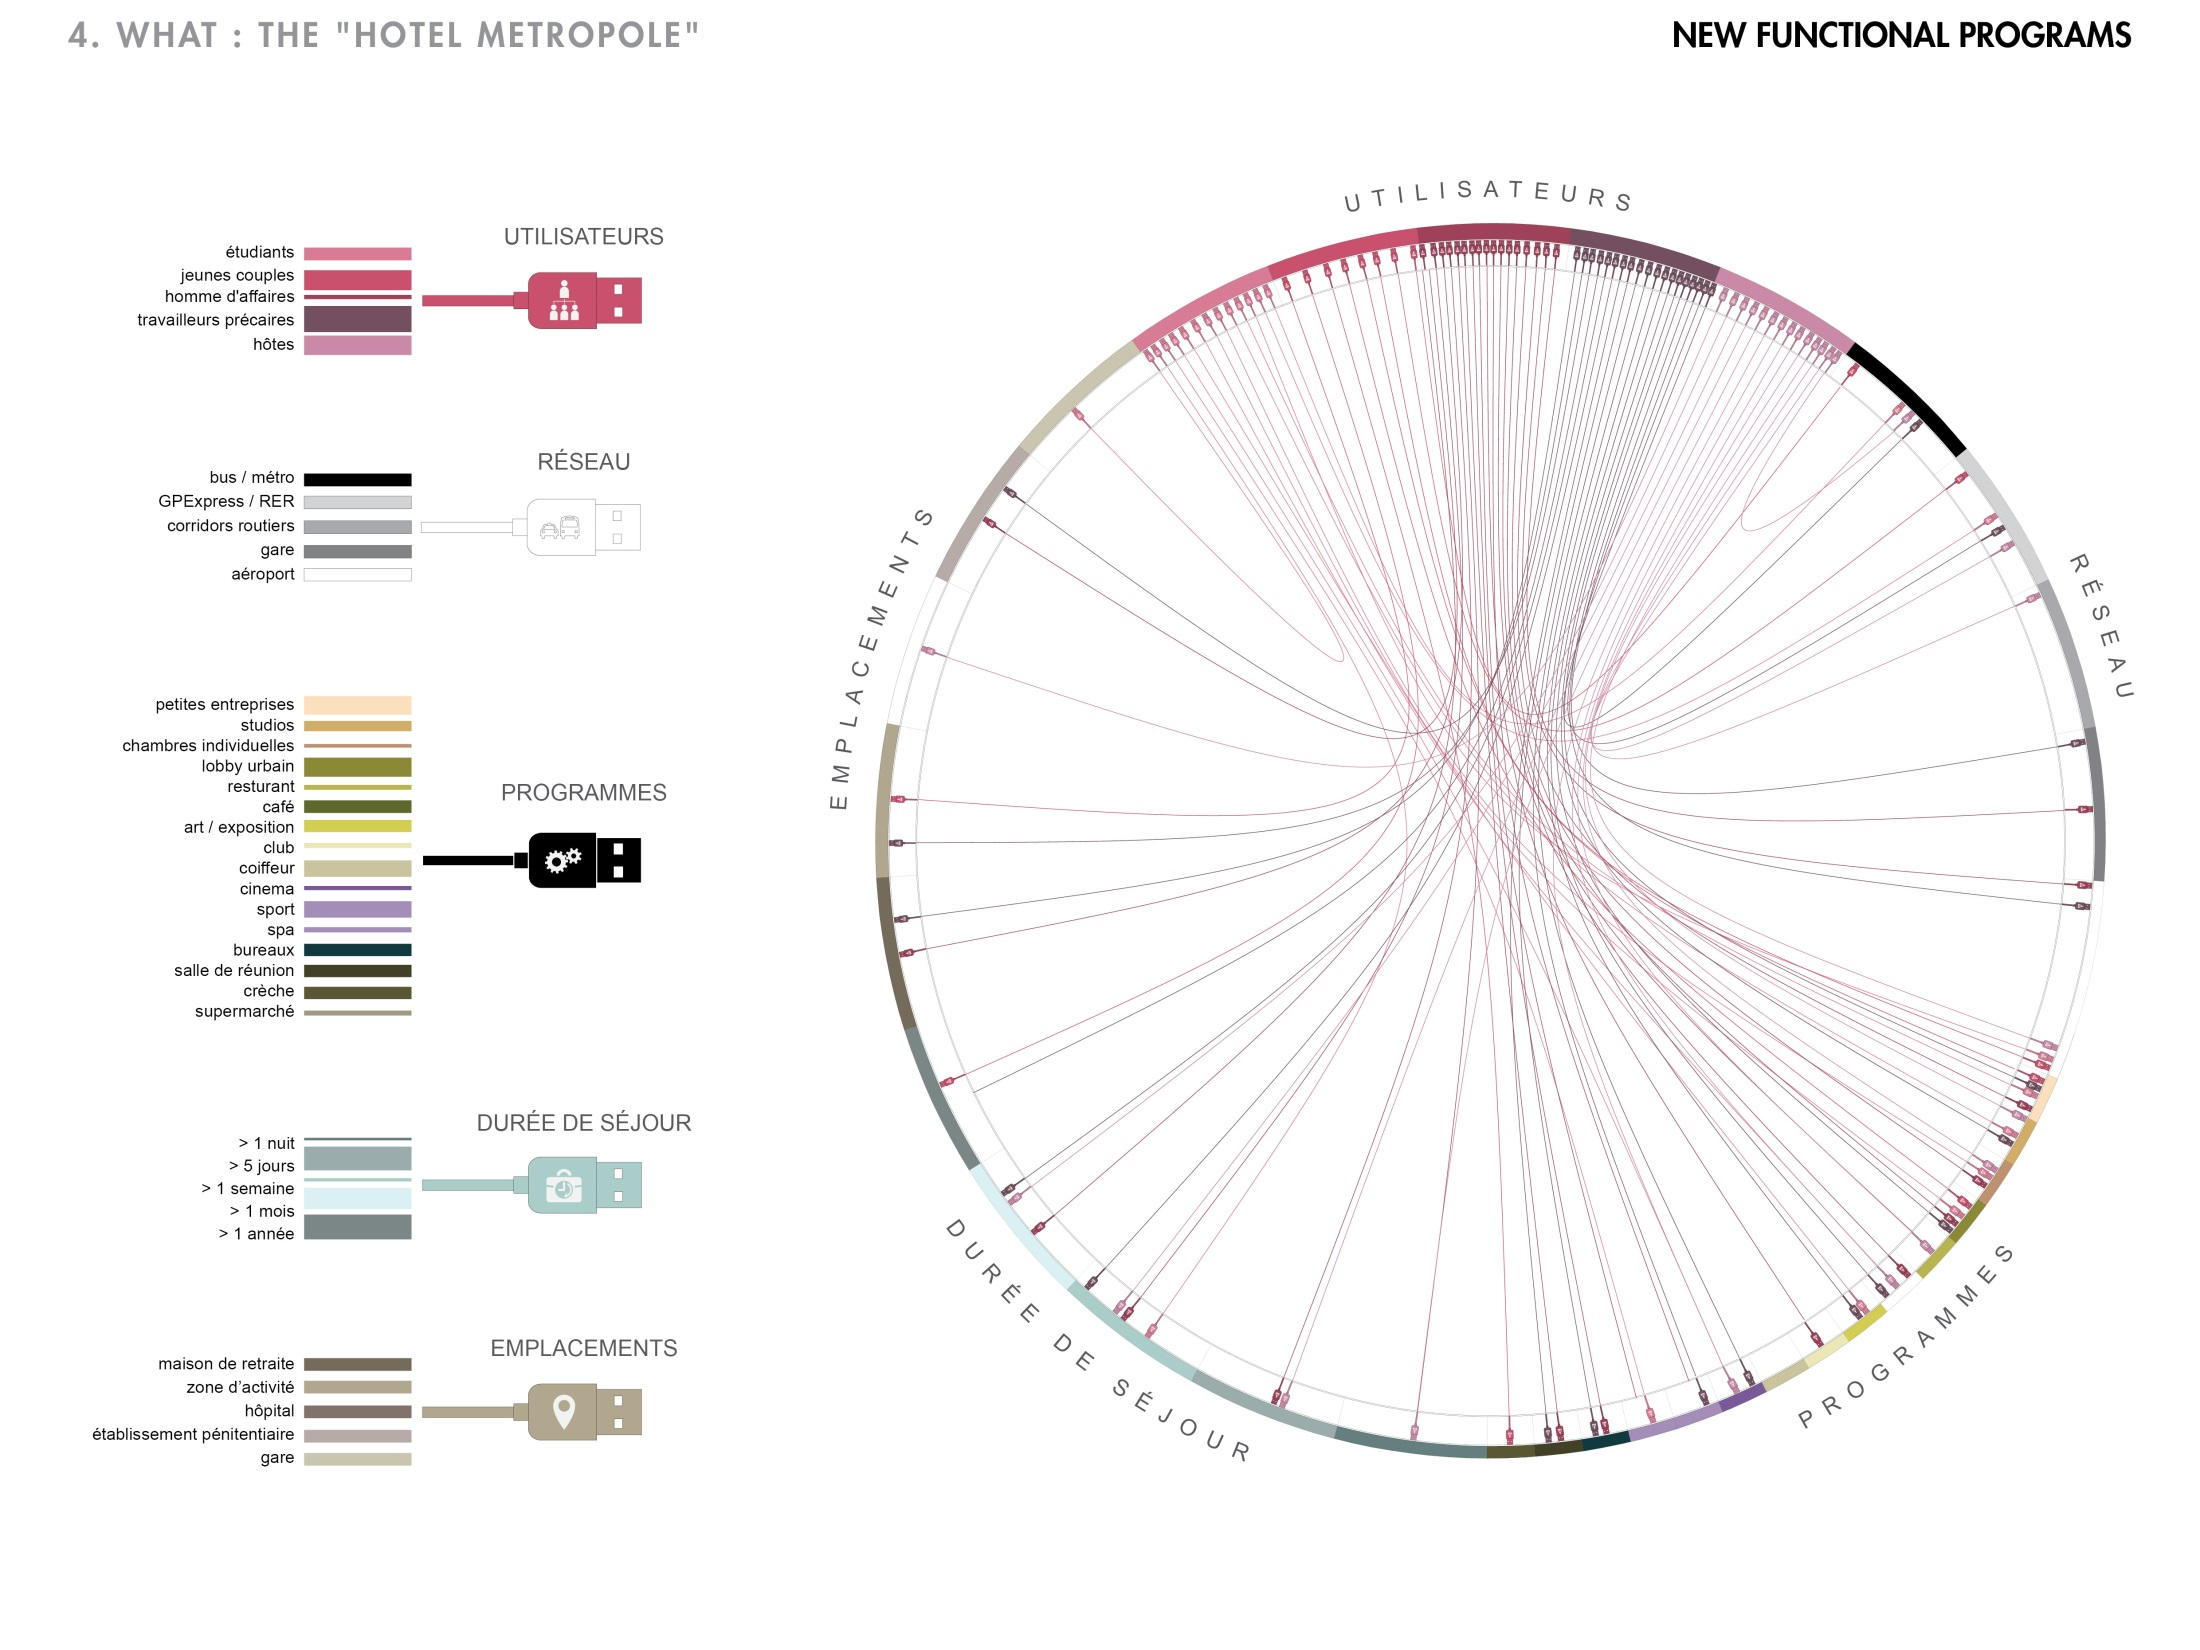 4. WHAT : THE "HOTEL METROPOLE"
NEW FUNCTIONAL PROGRAMS
UTILISATEURS
étudiants
jeunes couples
homme d'affaires
travailleurs précaires
hôtes
RÉSEAU
bus / métro
GPExpress / RER
corridors routiers
gare
aéroport
PROGRAMMES
petites entreprises
studios
chambres individuelles
lobby urbain
resturant
café
art / exposition
club
coiffeur
cinema
sport
spa
bureaux
salle de réunion
crèche
supermarché
DURÉE DE SÉJOUR
> 1 nuit
> 5 jours
> 1 semaine
> 1 mois
> 1 année
EMPLACEMENTS
maison de retraite
zone d'activité
hôpital
établissement pénitentiaire
gare
UTILISATEURS
RÉSEAU
PROGRAMMES
DURÉE DE SÉJOUR
EMPLACEMENTS